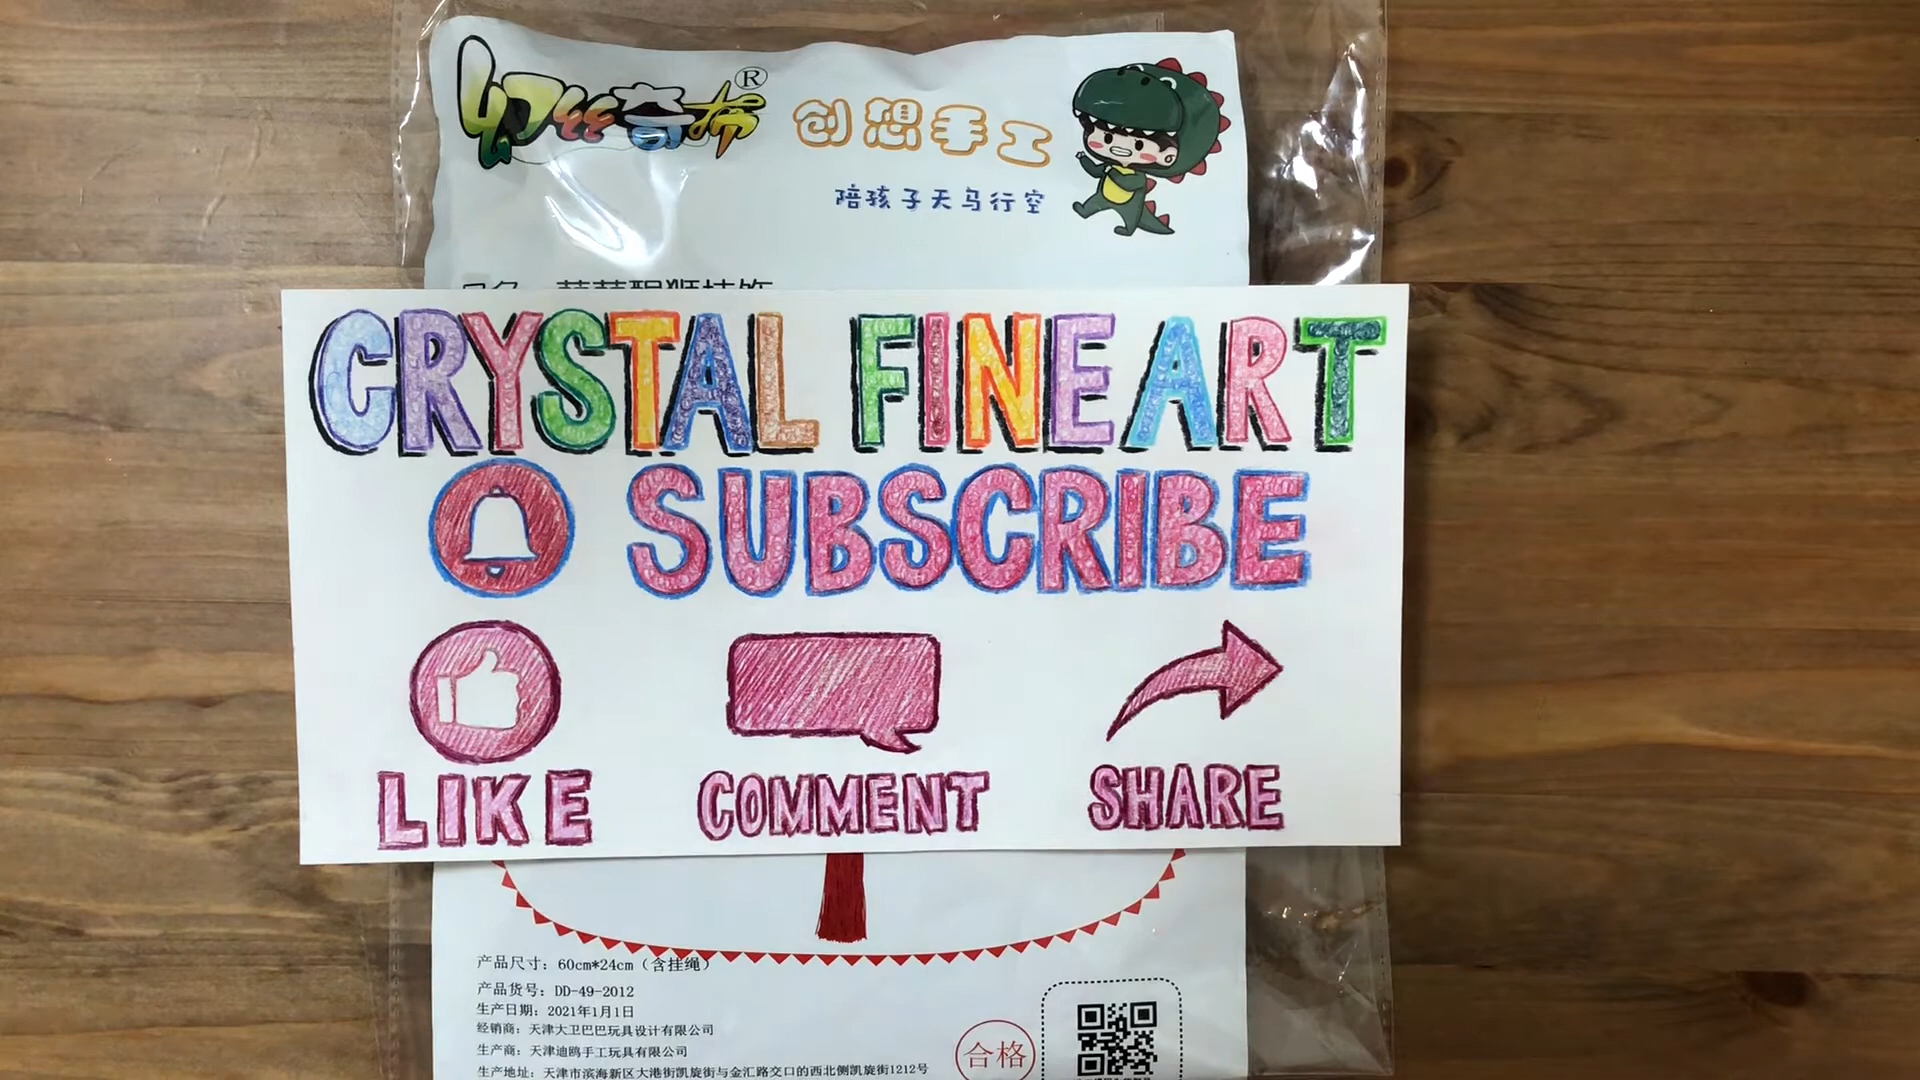 幻丝奇布®
创想手工
陪孩子天马行空
CRYSTAL FINE ART
SUBSCRIBE
LIKE COMMENT SHARE
产品尺寸：60cm*24cm（含挂绳）
产品货号：DD-49-2012
生产日期：2021年1月1日
经销商：天津大卫巴巴玩具设计有限公司
生产商：天津迪鸥手工玩具有限公司
生产地址：天津市滨海新区大港街凯旋街与金汇路交口的西北侧凯旋街1212号
合格